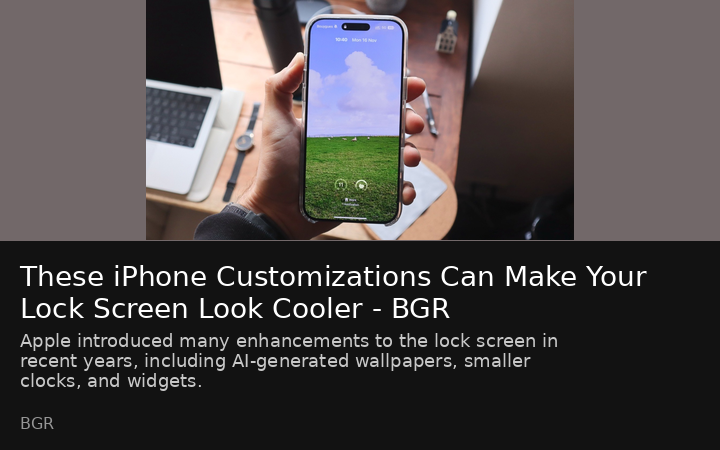 These iPhone Customizations Can Make Your
Lock Screen Look Cooler - BGR
Apple introduced many enhancements to the lock screen in
recent years, including AI-generated wallpapers, smaller
clocks, and widgets.
BGR